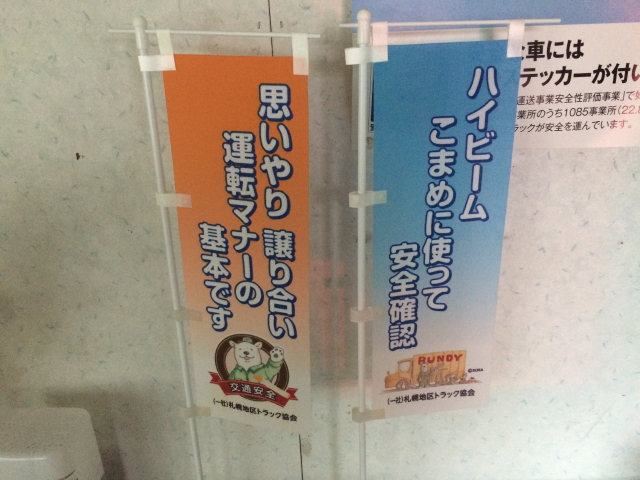 思いやり 譲り合い
運転マナーの
基本です
交通安全
(一社)札幌地区トラック協会
ハイビーム
こまめに使って
安全確認
RUNDY
(一社)札幌地区トラック協会
車には
テッカーが付い
運送事業安全性評価事業」で
業所のうち1085事業所(22.8
ラックが安全を運んでいます。